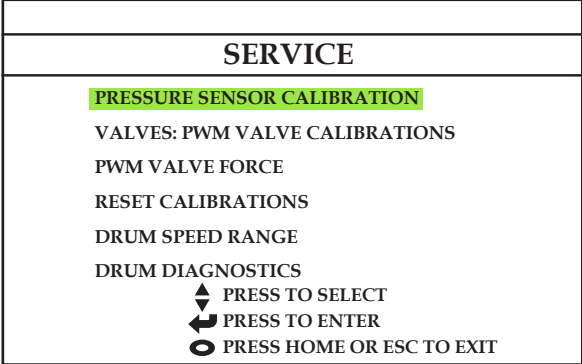 SERVICE
PRESSURE SENSOR CALIBRATION
VALVES: PWM VALVE CALIBRATIONS
PWM VALVE FORCE
RESET CALIBRATIONS
DRUM SPEED RANGE
DRUM DIAGNOSTICS
PRESS TO SELECT
PRESS TO ENTER
PRESS HOME OR ESC TO EXIT